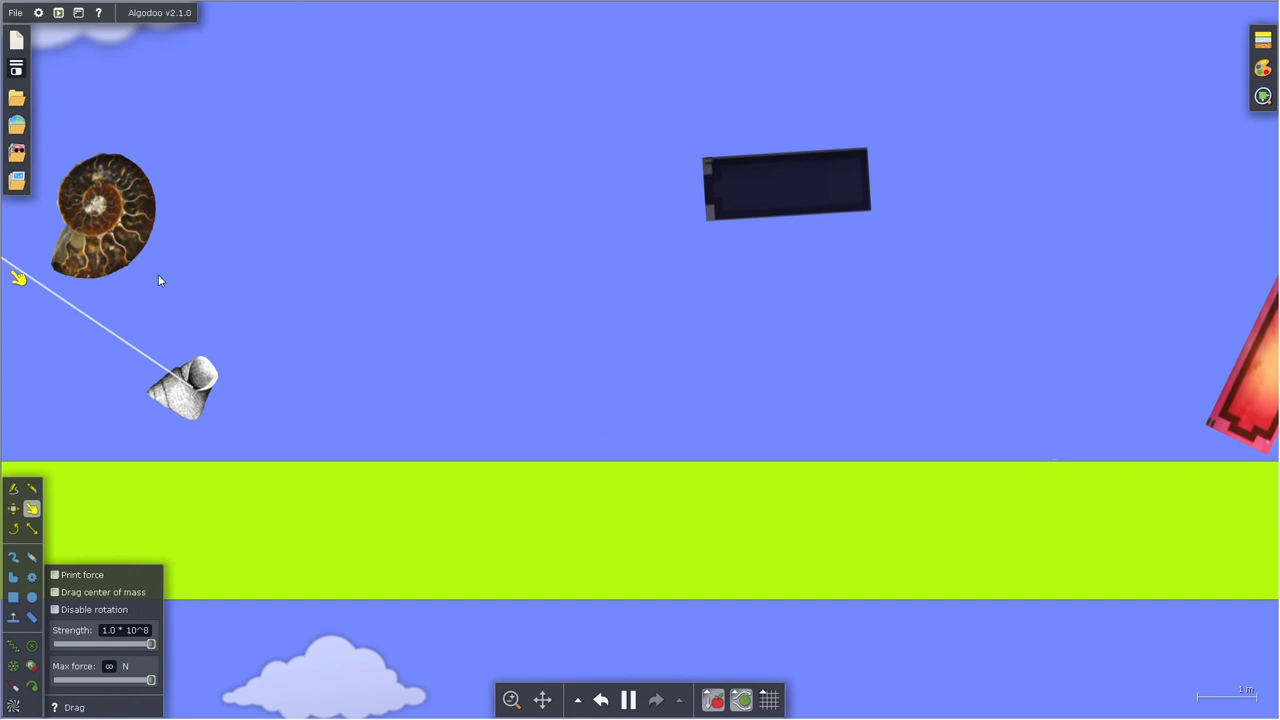 File ? Algodoo v2.1.0
Print force
Drag center of mass
Disable rotation
Strength: 1.0 * 10^8
Max force: ∞ N
? Drag
1 m